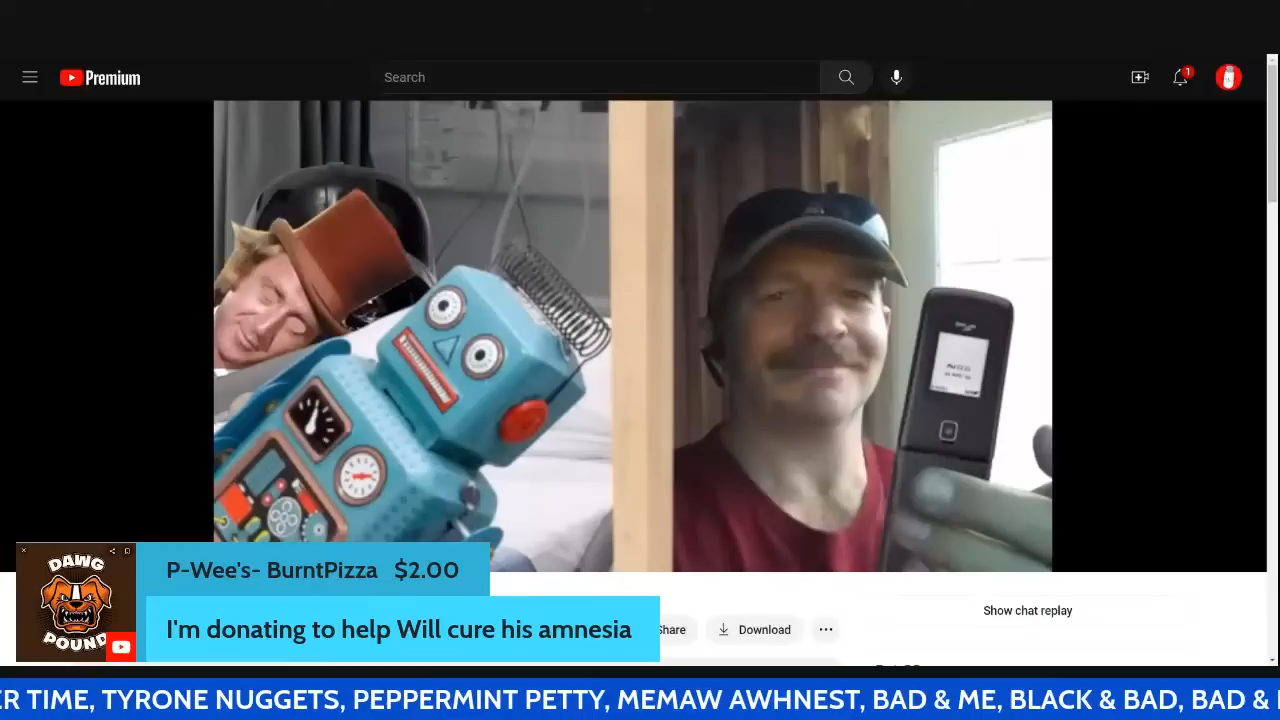 Premium
Search
1
DAWG
POUND
P-Wee's- BurntPizza $2.00
I'm donating to help Will cure his amnesia
Share
Download
Show chat replay
ER TIME, TYRONE NUGGETS, PEPPERMINT PETTY, MEMAW AWHNEST, BAD & ME, BLACK & BAD, BAD &